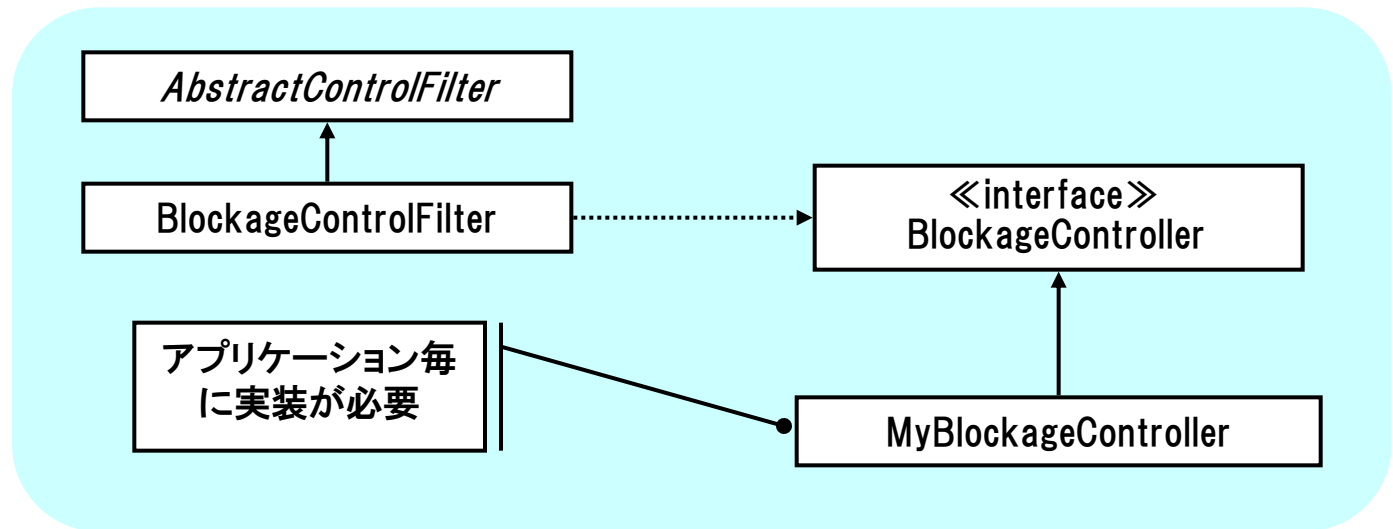 AbstractControlFilter
BlockageControlFilter
≪interface≫
BlockageController
アプリケーション毎
に実装が必要
MyBlockageController